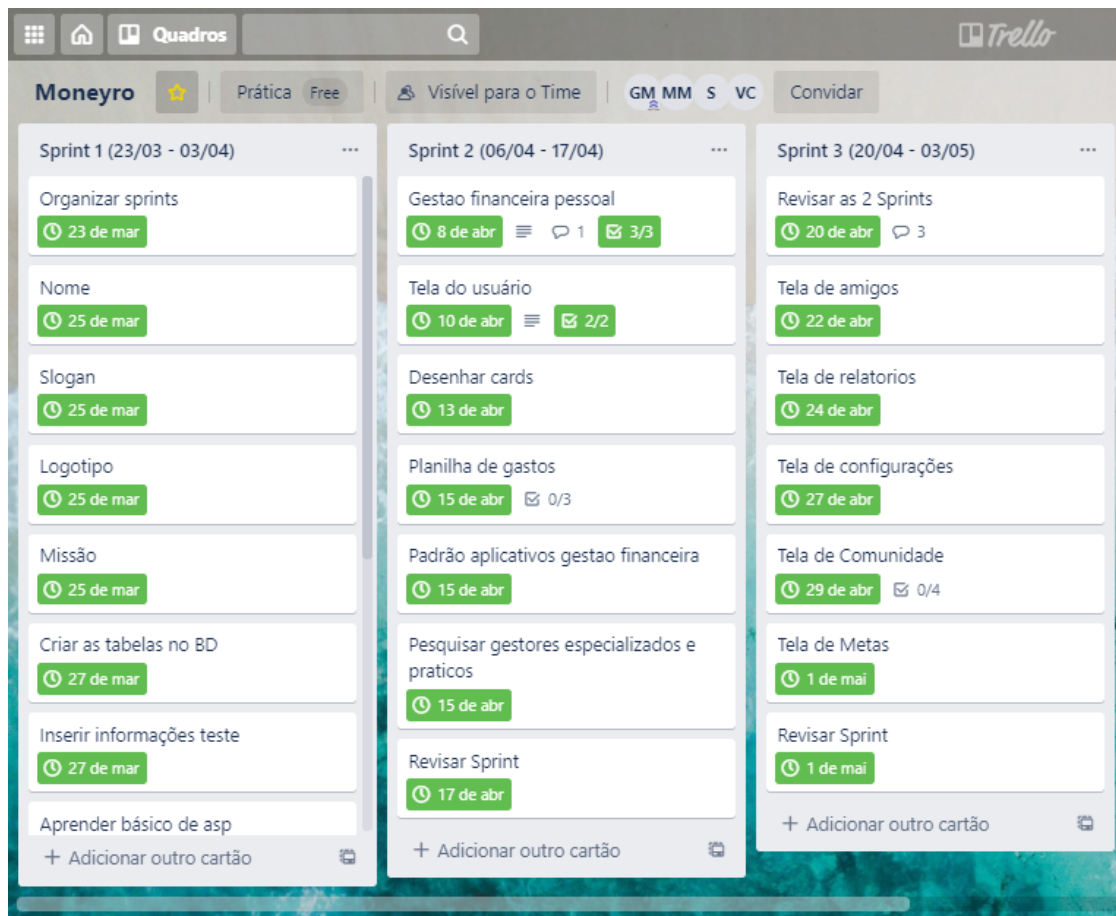 Quadros
Trello
Moneyro
Prática Free
Visível para o Time
GM MM S VC
Convidar
Sprint 1 (23/03 - 03/04)
Organizar sprints
23 de mar
Nome
25 de mar
Slogan
25 de mar
Logotipo
25 de mar
Missão
25 de mar
Criar as tabelas no BD
27 de mar
Inserir informações teste
27 de mar
Aprender básico de asp
+ Adicionar outro cartão
Sprint 2 (06/04 - 17/04)
Gestao financeira pessoal
8 de abr 1 3/3
Tela do usuário
10 de abr 2/2
Desenhar cards
13 de abr
Planilha de gastos
15 de abr 0/3
Padrão aplicativos gestao financeira
15 de abr
Pesquisar gestores especializados e
praticos
15 de abr
Revisar Sprint
17 de abr
+ Adicionar outro cartão
Sprint 3 (20/04 - 03/05)
Revisar as 2 Sprints
20 de abr 3
Tela de amigos
22 de abr
Tela de relatorios
24 de abr
Tela de configurações
27 de abr
Tela de Comunidade
29 de abr 0/4
Tela de Metas
1 de mai
Revisar Sprint
1 de mai
+ Adicionar outro cartão